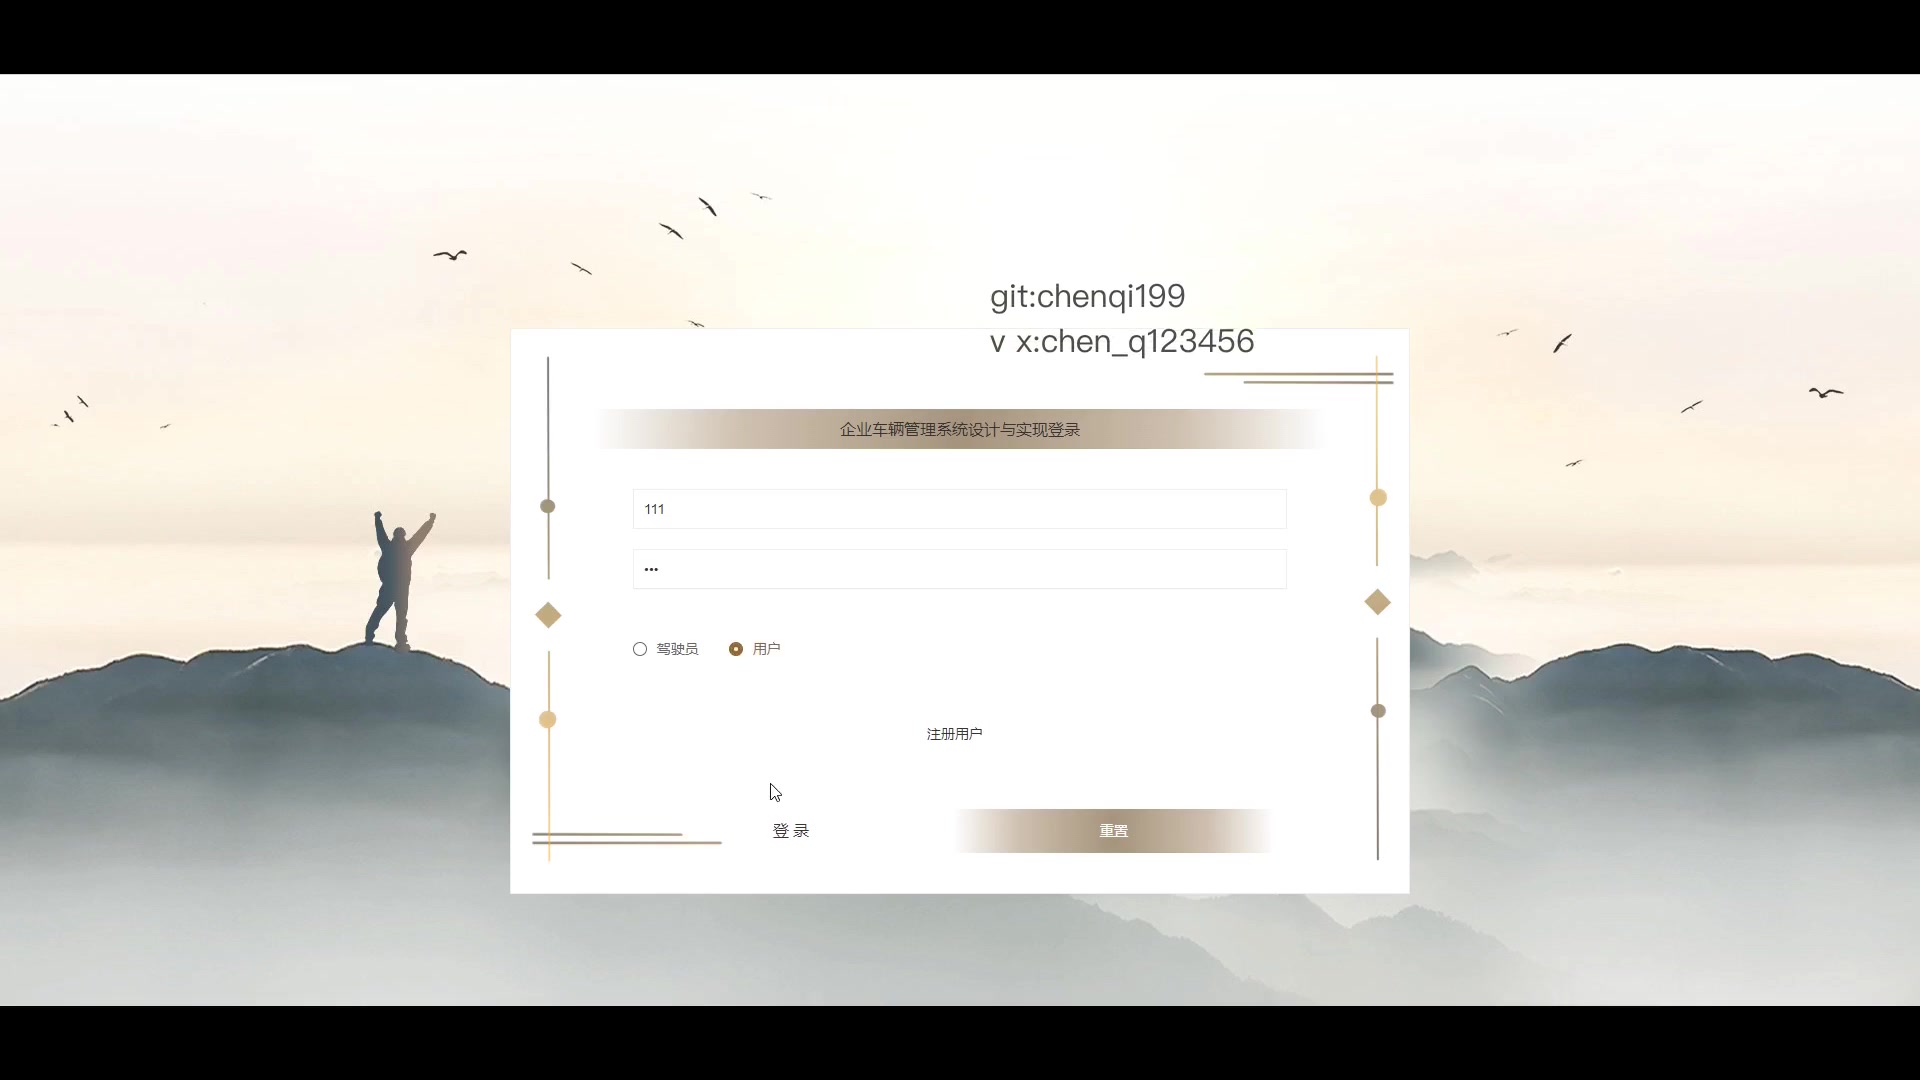 git:chenqi199
v x:chen_q123456
企业车辆管理系统设计与实现登录
111
•••
驾驶员
用户
注册用户
登 录
重置